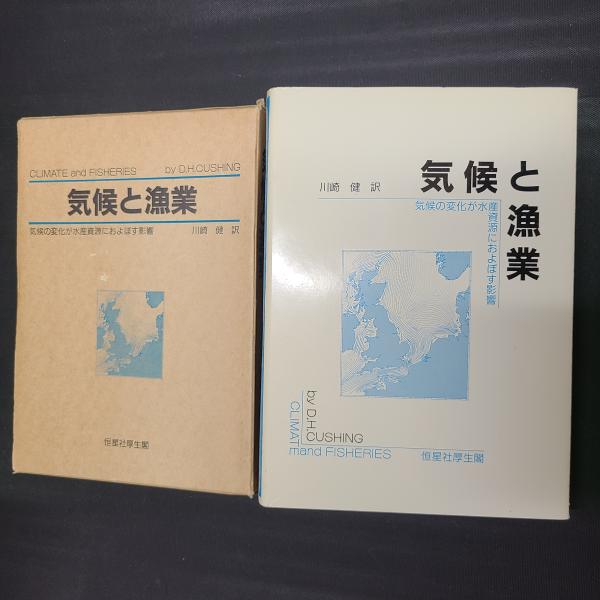 CLIMATE and FISHERIES by D.H.CUSHING
気候と漁業
気候の変化が水産資源におよぼす影響 川崎 健 訳
恒星社厚生閣
気候と
漁業
川崎 健 訳
気候の変化が水産
資源におよぼす影響
by D.H.CUSHING
CLIMAT
mand FISHERIES
恒星社厚生閣